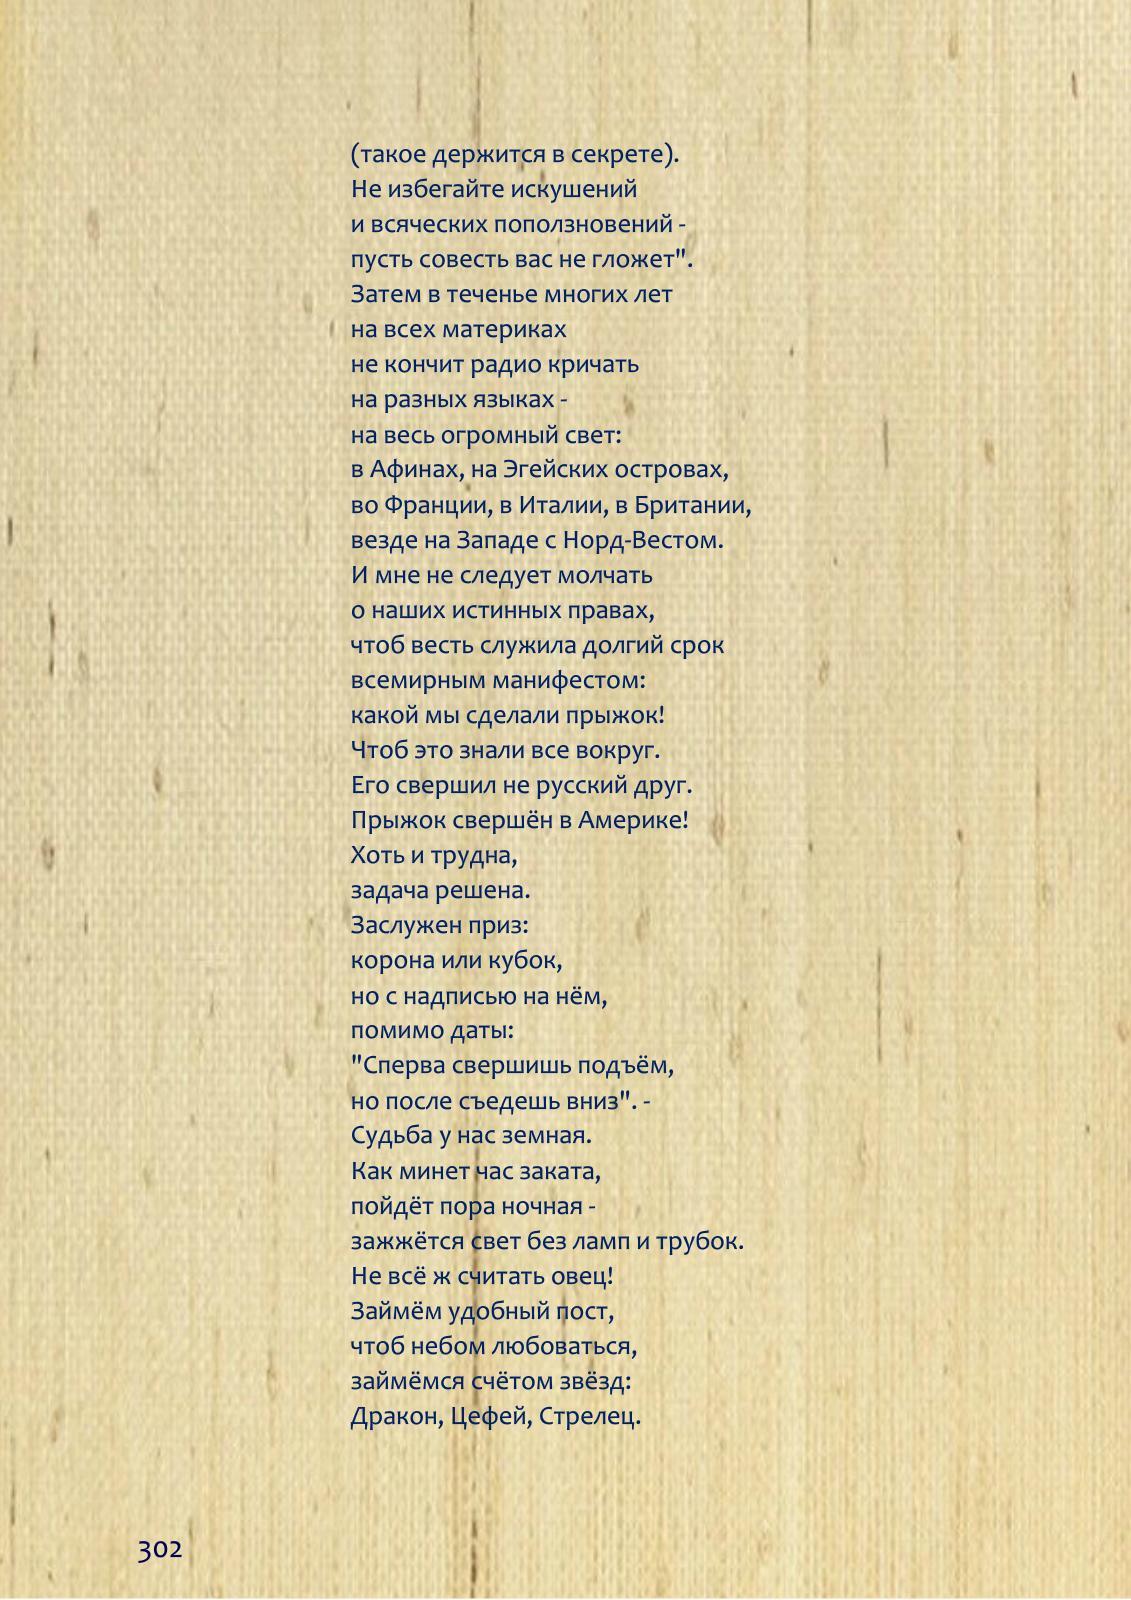 (такое держится в секрете).
Не избегайте искушений
и всяческих поползновений -
пусть совесть вас не гложет".
Затем в теченье многих лет
на всех материках
не кончит радио кричать
на разных языках -
на весь огромный свет:
в Афинах, на Эгейских островах,
во Франции, в Италии, в Британии,
везде на Западе с Норд-Вестом.
И мне не следует молчать
о наших истинных правах,
чтоб весть служила долгий срок
всемирным манифестом:
какой мы сделали прыжок!
Чтоб это знали все вокруг.
Его свершил не русский друг.
Прыжок свершён в Америке!
Хоть и трудна,
задача решена.
Заслужен приз:
корона или кубок,
но с надписью на нём,
помимо даты:
"Сперва свершишь подъём,
но после съедешь вниз". -
Судьба у нас земная.
Как минет час заката,
пойдёт пора ночная -
зажжётся свет без ламп и трубок.
Не всё ж считать овец!
Займём удобный пост,
чтоб небом любоваться,
займёмся счётом звёзд:
Дракон, Цефей, Стрелец.
302